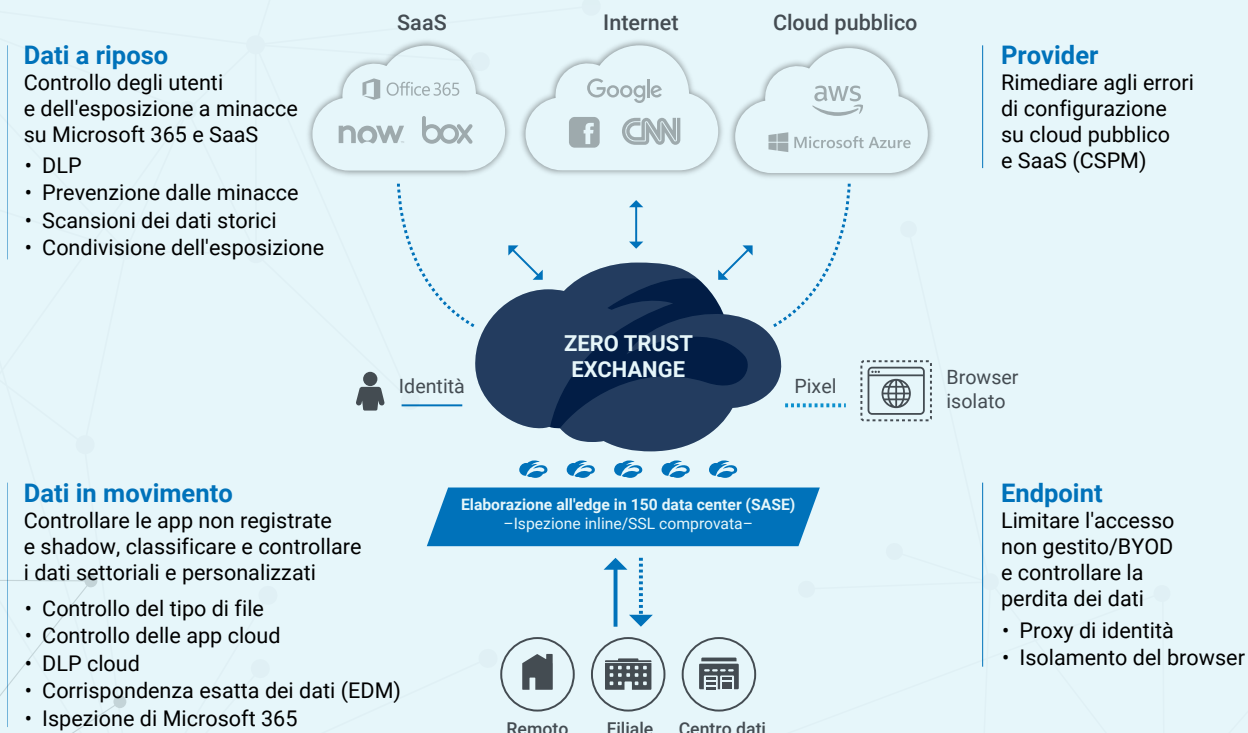 SaaS
Internet
Cloud pubblico
Dati a riposo
Controllo degli utenti
e dell'esposizione a minacce
su Microsoft 365 e SaaS
• DLP
• Prevenzione dalle minacce
• Scansioni dei dati storici
• Condivisione dell'esposizione
Office 365
now
box
Google
CNN
aws
Microsoft Azure
Provider
Rimediare agli errori
di configurazione
su cloud pubblico
e SaaS (CSPM)
ZERO TRUST
EXCHANGE
Identità
Pixel
Browser
isolato
Elaborazione all'edge in 150 data center (SASE)
–Ispezione inline/SSL comprovata–
Dati in movimento
Controllare le app non registrate
e shadow, classificare e controllare
i dati settoriali e personalizzati
• Controllo del tipo di file
• Controllo delle app cloud
• DLP cloud
• Corrispondenza esatta dei dati (EDM)
• Ispezione di Microsoft 365
Endpoint
Limitare l'accesso
non gestito/BYOD
e controllare la
perdita dei dati
• Proxy di identità
• Isolamento del browser
Remoto
Filiale
Centro dati